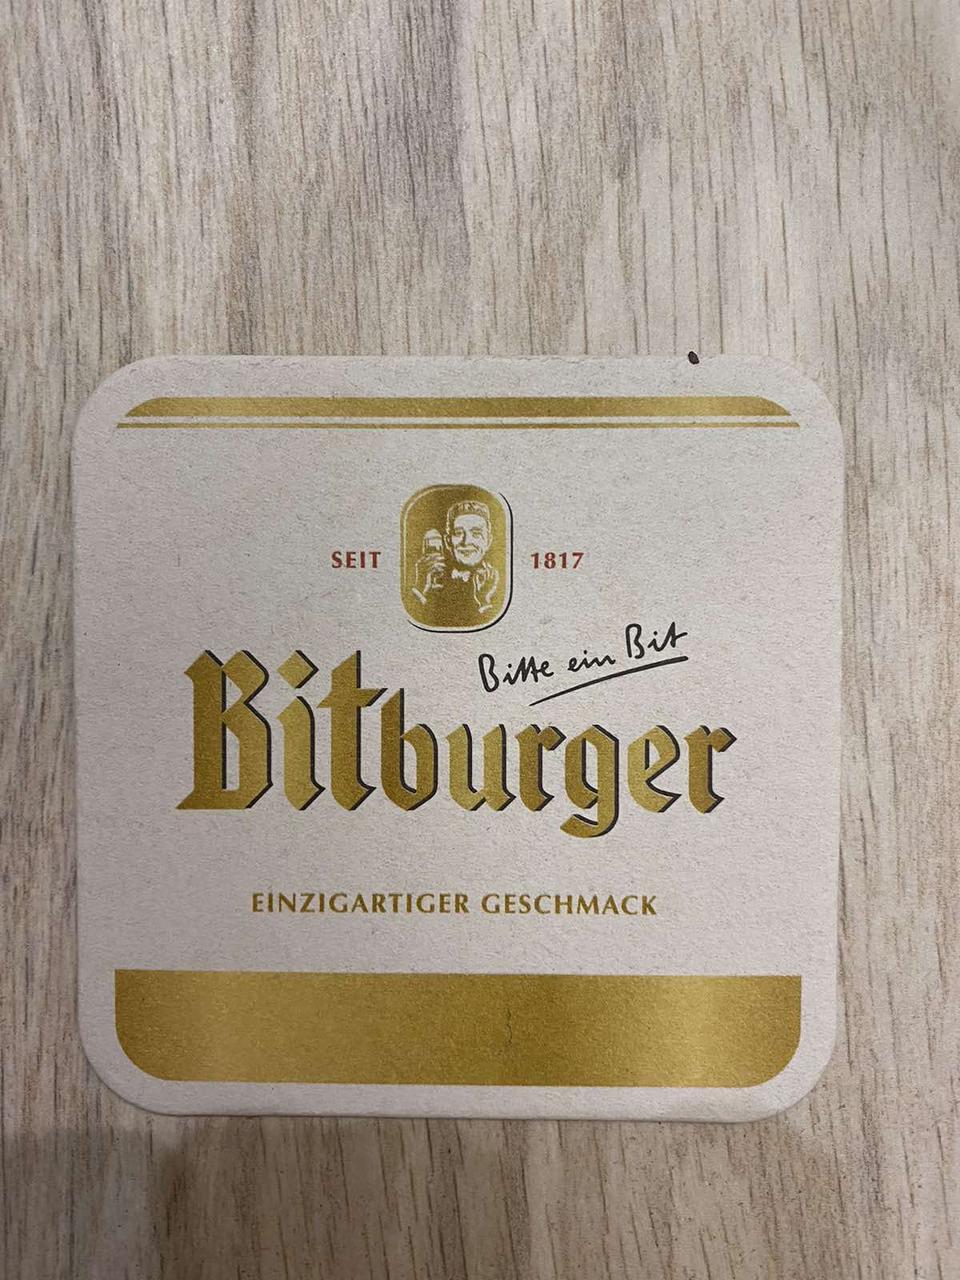 SEIT 1817
Bitte ein Bit
Bitburger
EINZIGARTIGER GESCHMACK